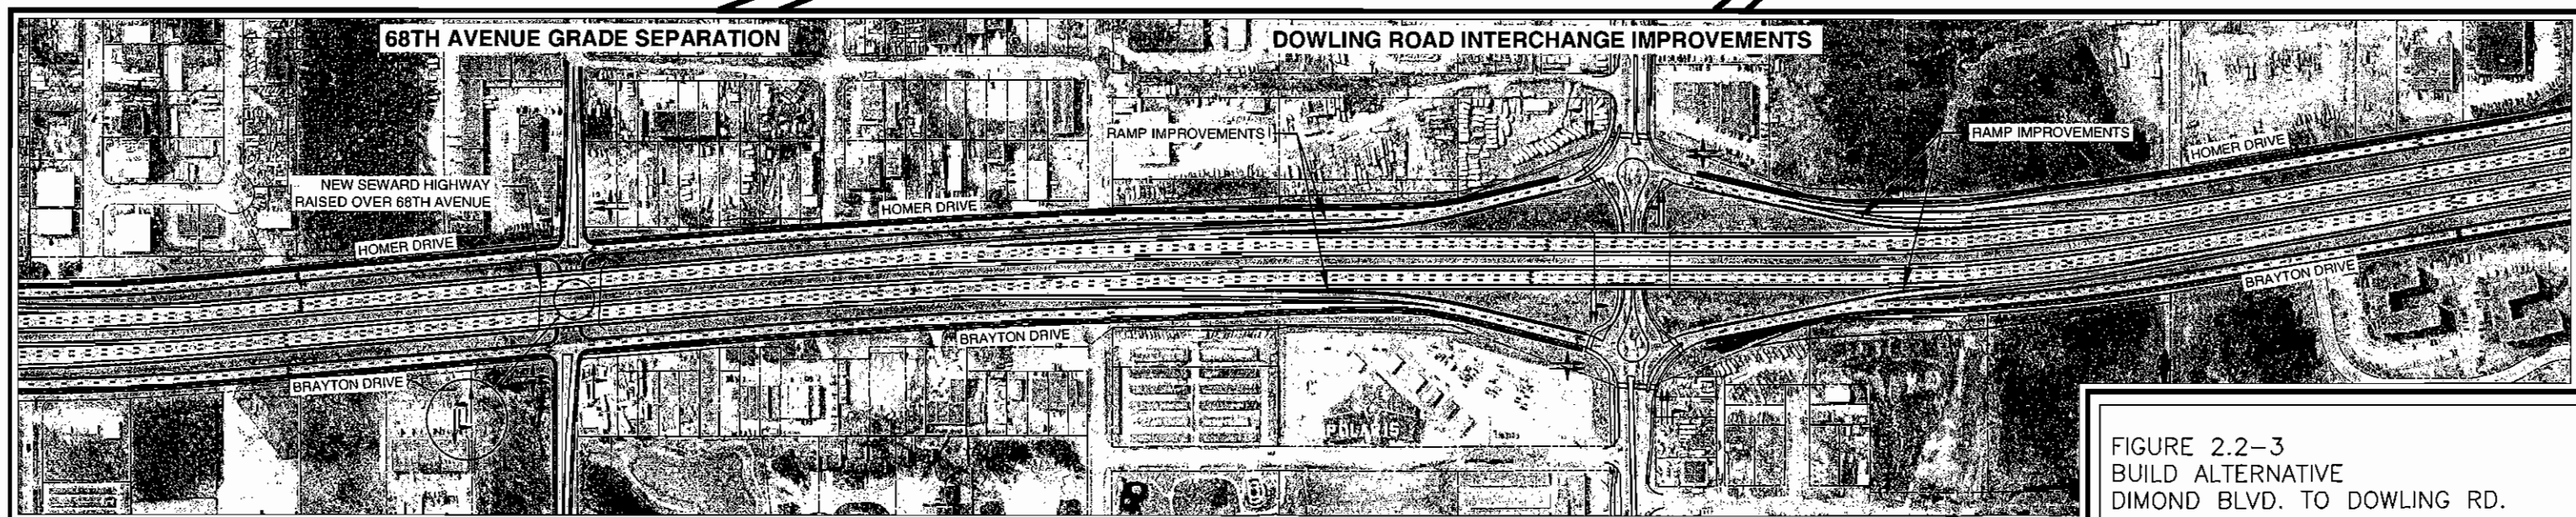 68TH AVENUE GRADE SEPARATION
DOWLING ROAD INTERCHANGE IMPROVEMENTS
RAMP IMPROVEMENTS
RAMP IMPROVEMENTS
HOMER DRIVE
NEW SEWARD HIGHWAY
RAISED OVER 68TH AVENUE
HOMER DRIVE
HOMER DRIVE
BRAYTON DRIVE
BRAYTON DRIVE
BRAYTON DRIVE
FIGURE 2.2-3
BUILD ALTERNATIVE
DIMOND BLVD. TO DOWLING RD.